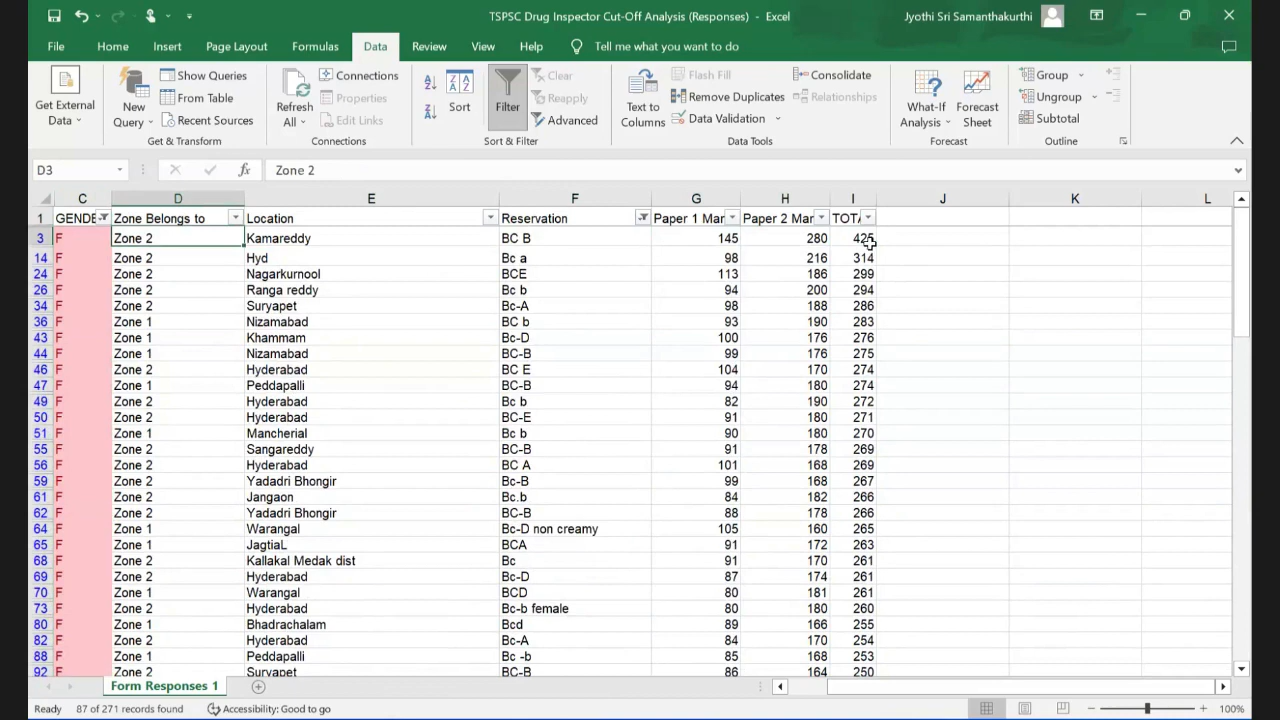 TSPSC Drug Inspector Cut-Off Analysis (Responses) - Excel
Jyothi Sri Samanthakurthi
File Home Insert Page Layout Formulas Data Review View Help Tell me what you want to do
Get External Data
New Query
Show Queries
From Table
Recent Sources
Get & Transform
Refresh All
Connections
Properties
Edit Links
Connections
Sort
Filter
Clear
Reapply
Advanced
Sort & Filter
Text to Columns
Flash Fill
Remove Duplicates
Data Validation
Consolidate
Relationships
Data Tools
What-If Analysis
Forecast Sheet
Forecast
Group
Ungroup
Subtotal
Outline
D3 fx Zone 2
C D E F G H I J K L
1 GENDE Zone Belongs to Location Reservation Paper 1 Mar Paper 2 Mar TOTA
3 F Zone 2 Kamareddy BC B 145 280 425
14 F Zone 2 Hyd Bc a 98 216 314
24 F Zone 2 Nagarkurnool BCE 113 186 299
26 F Zone 2 Ranga reddy Bc b 94 200 294
34 F Zone 2 Suryapet Bc-A 98 188 286
36 F Zone 1 Nizamabad BC b 93 190 283
43 F Zone 1 Khammam Bc-D 100 176 276
44 F Zone 1 Nizamabad BC-B 99 176 275
46 F Zone 2 Hyderabad BC E 104 170 274
47 F Zone 1 Peddapalli BC-B 94 180 274
49 F Zone 2 Hyderabad Bc b 82 190 272
50 F Zone 2 Hyderabad BC-E 91 180 271
51 F Zone 1 Mancherial Bc b 90 180 270
55 F Zone 2 Sangareddy BC-B 91 178 269
56 F Zone 2 Hyderabad BC A 101 168 269
59 F Zone 2 Yadadri Bhongir Bc-B 99 168 267
61 F Zone 2 Jangaon Bc.b 84 182 266
62 F Zone 2 Yadadri Bhongir BC-B 88 178 266
64 F Zone 1 Warangal Bc-D non creamy 105 160 265
65 F Zone 1 JagtiaL BCA 91 172 263
68 F Zone 2 Kallakal Medak dist Bc 91 170 261
69 F Zone 2 Hyderabad Bc-D 87 174 261
70 F Zone 1 Warangal BCD 80 181 261
73 F Zone 2 Hyderabad Bc-b female 80 180 260
80 F Zone 1 Bhadrachalam Bcd 89 166 255
82 F Zone 2 Hyderabad Bc-A 84 170 254
88 F Zone 1 Peddapalli Bc -b 85 168 253
92 F Zone 2 Suryapet BC-B 86 164 250
Form Responses 1
Ready 87 of 271 records found Accessibility: Good to go 100%